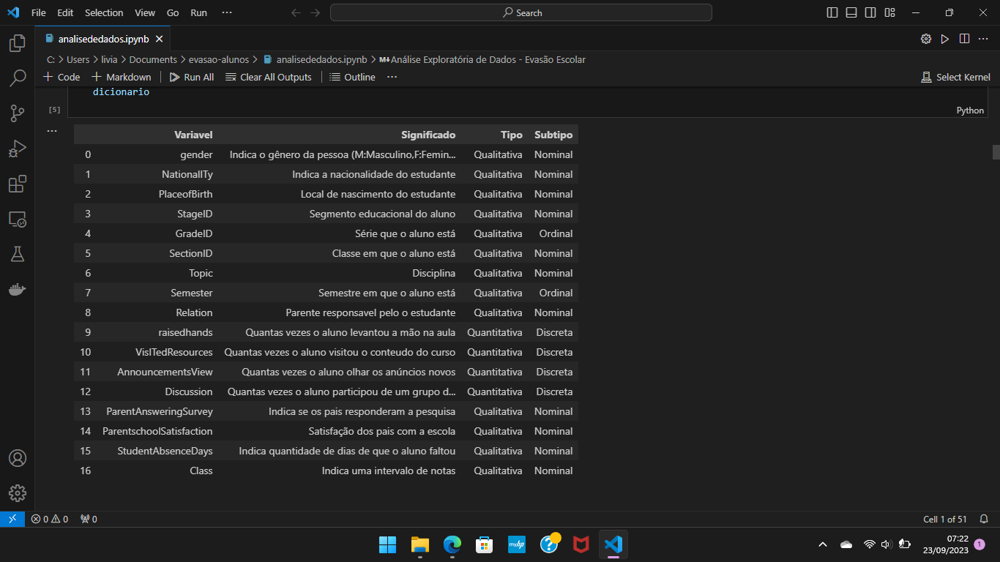 File Edit Selection View Go Run ··· Search
analisededados.ipynb
C: > Users > livia > Documents > evasao-alunos > analisededados.ipynb > M↓Análise Exploratória de Dados - Evasão Escolar
+ Code + Markdown Run All Clear All Outputs Outline ··· Select Kernel
dicionario
[5] Python
Variavel Significado Tipo Subtipo
0 gender Indica o gênero da pessoa (M:Masculino,F:Femin... Qualitativa Nominal
1 NationalITy Indica a nacionalidade do estudante Qualitativa Nominal
2 PlaceofBirth Local de nascimento do estudante Qualitativa Nominal
3 StageID Segmento educacional do aluno Qualitativa Nominal
4 GradeID Série que o aluno está Qualitativa Ordinal
5 SectionID Classe em que o aluno está Qualitativa Nominal
6 Topic Disciplina Qualitativa Nominal
7 Semester Semestre em que o aluno está Qualitativa Ordinal
8 Relation Parente responsavel pelo o estudante Qualitativa Nominal
9 raisedhands Quantas vezes o aluno levantou a mão na aula Quantitativa Discreta
10 VisITedResources Quantas vezes o aluno visitou o conteudo do curso Quantitativa Discreta
11 AnnouncementsView Quantas vezes o aluno olhar os anúncios novos Quantitativa Discreta
12 Discussion Quantas vezes o aluno participou de um grupo d... Quantitativa Discreta
13 ParentAnsweringSurvey Indica se os pais responderam a pesquisa Qualitativa Nominal
14 ParentschoolSatisfaction Satisfação dos pais com a escola Qualitativa Nominal
15 StudentAbsenceDays Indica quantidade de dias de que o aluno faltou Qualitativa Nominal
16 Class Indica uma intervalo de notas Qualitativa Nominal
0 0 0 Cell 1 of 51
myhp
07:22
23/09/2023 1